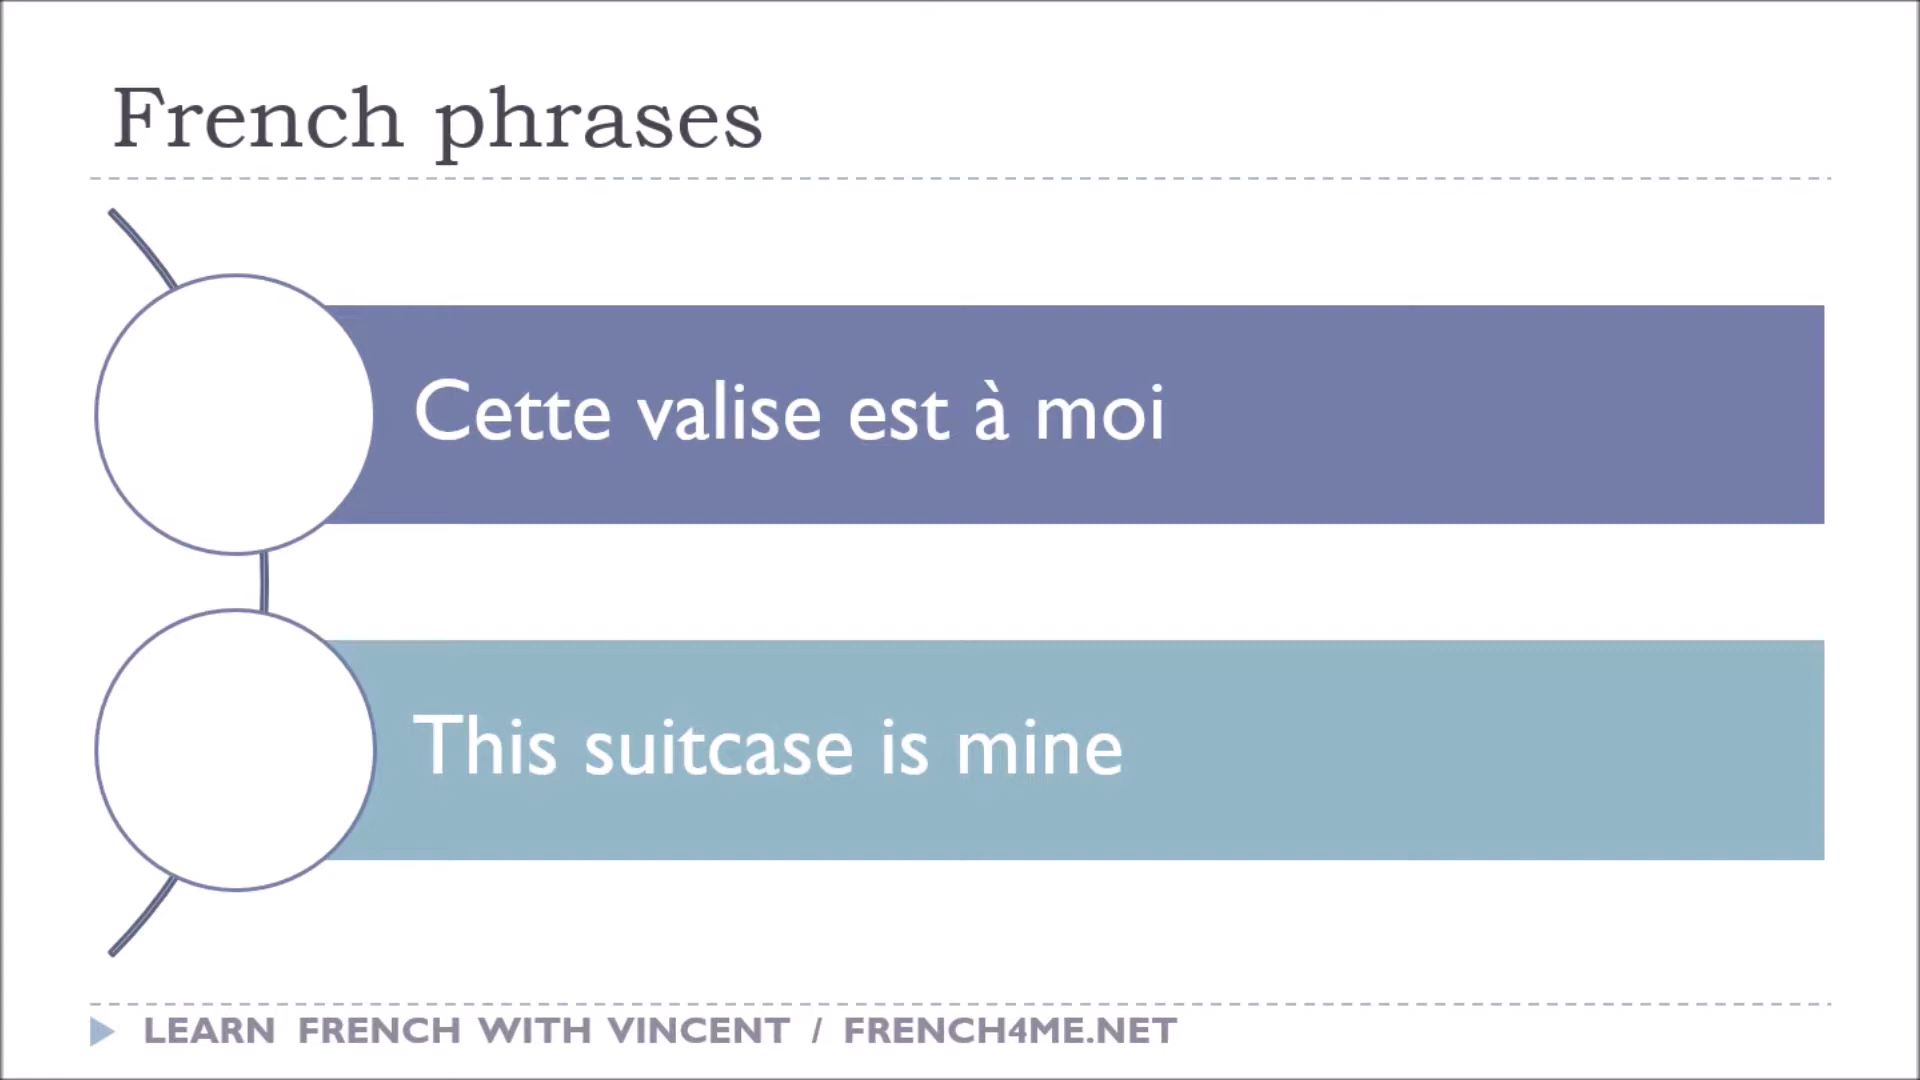 French phrases
Cette valise est à moi
This suitcase is mine
LEARN FRENCH WITH VINCENT / FRENCH4ME.NET